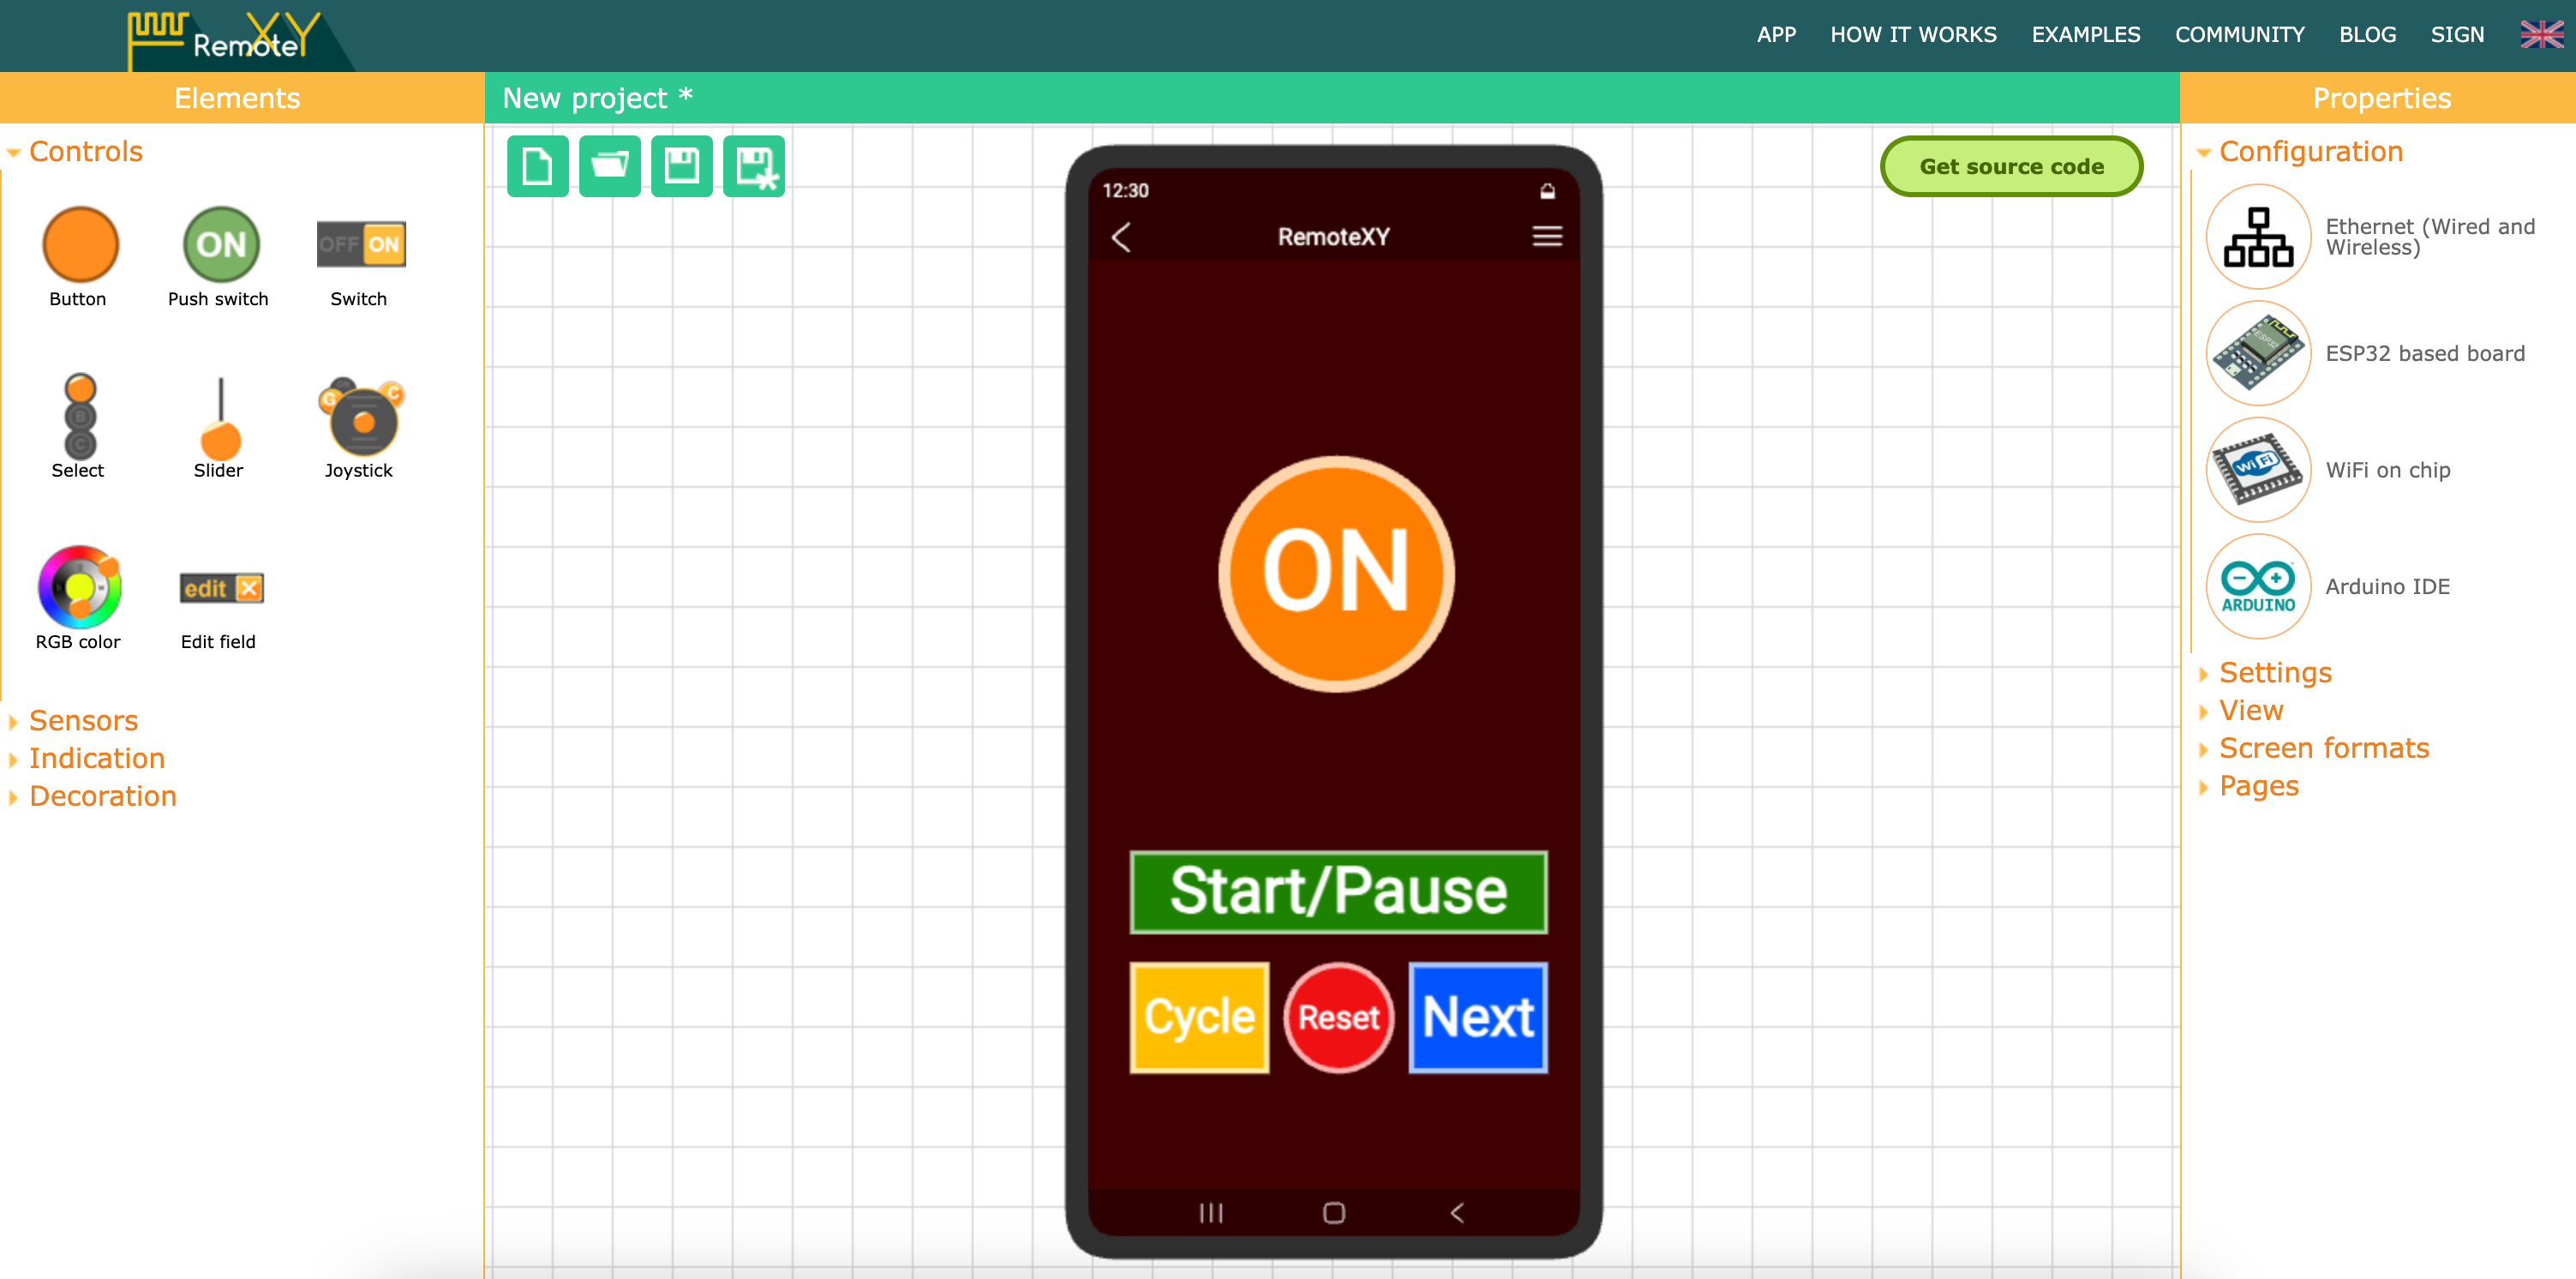 RemoteXY
APP HOW IT WORKS EXAMPLES COMMUNITY BLOG SIGN
Elements
New project *
Properties
Controls
ON
OFF ON
Button Push switch Switch
B
C
G ON C
Select Slider Joystick
edit
RGB color Edit field
Sensors
Indication
Decoration
Get source code
12:30
RemoteXY
ON
Start/Pause
Cycle Reset Next
Configuration
Ethernet (Wired and
Wireless)
ESP32
ESP32 based board
WiFi
WiFi on chip
ARDUINO
Arduino IDE
Settings
View
Screen formats
Pages